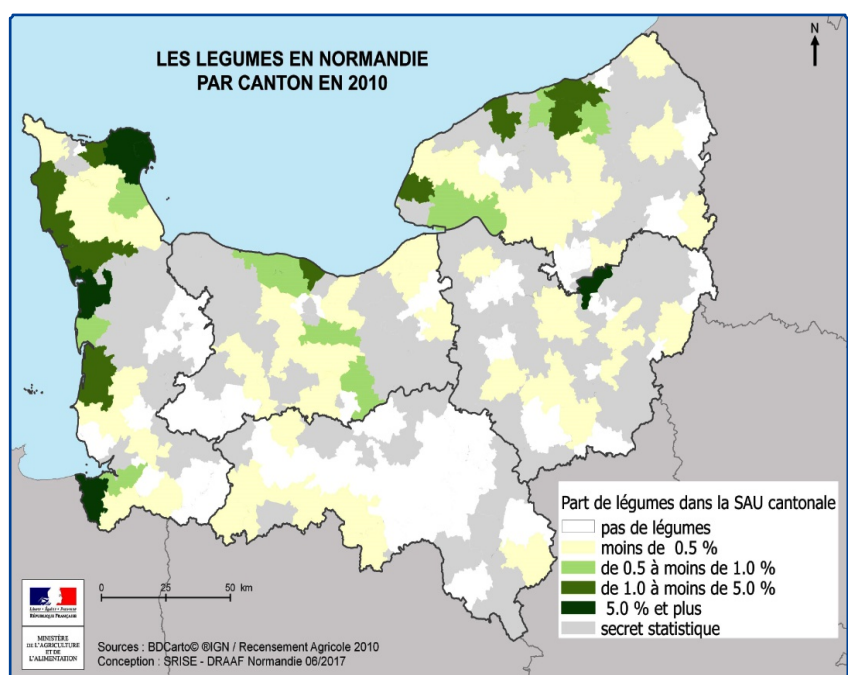 LES LEGUMES EN NORMANDIE
PAR CANTON EN 2010
N
Part de légumes dans la SAU cantonale
pas de légumes
moins de 0.5 %
de 0.5 à moins de 1.0 %
de 1.0 à moins de 5.0 %
5.0 % et plus
secret statistique
0 25 50 km
Liberté • Égalité • Fraternité
RÉPUBLIQUE FRANÇAISE
MINISTÈRE
DE L'AGRICULTURE
ET DE
L'ALIMENTATION
Sources : BDCarto© ®IGN / Recensement Agricole 2010
Conception : SRISE - DRAAF Normandie 06/2017